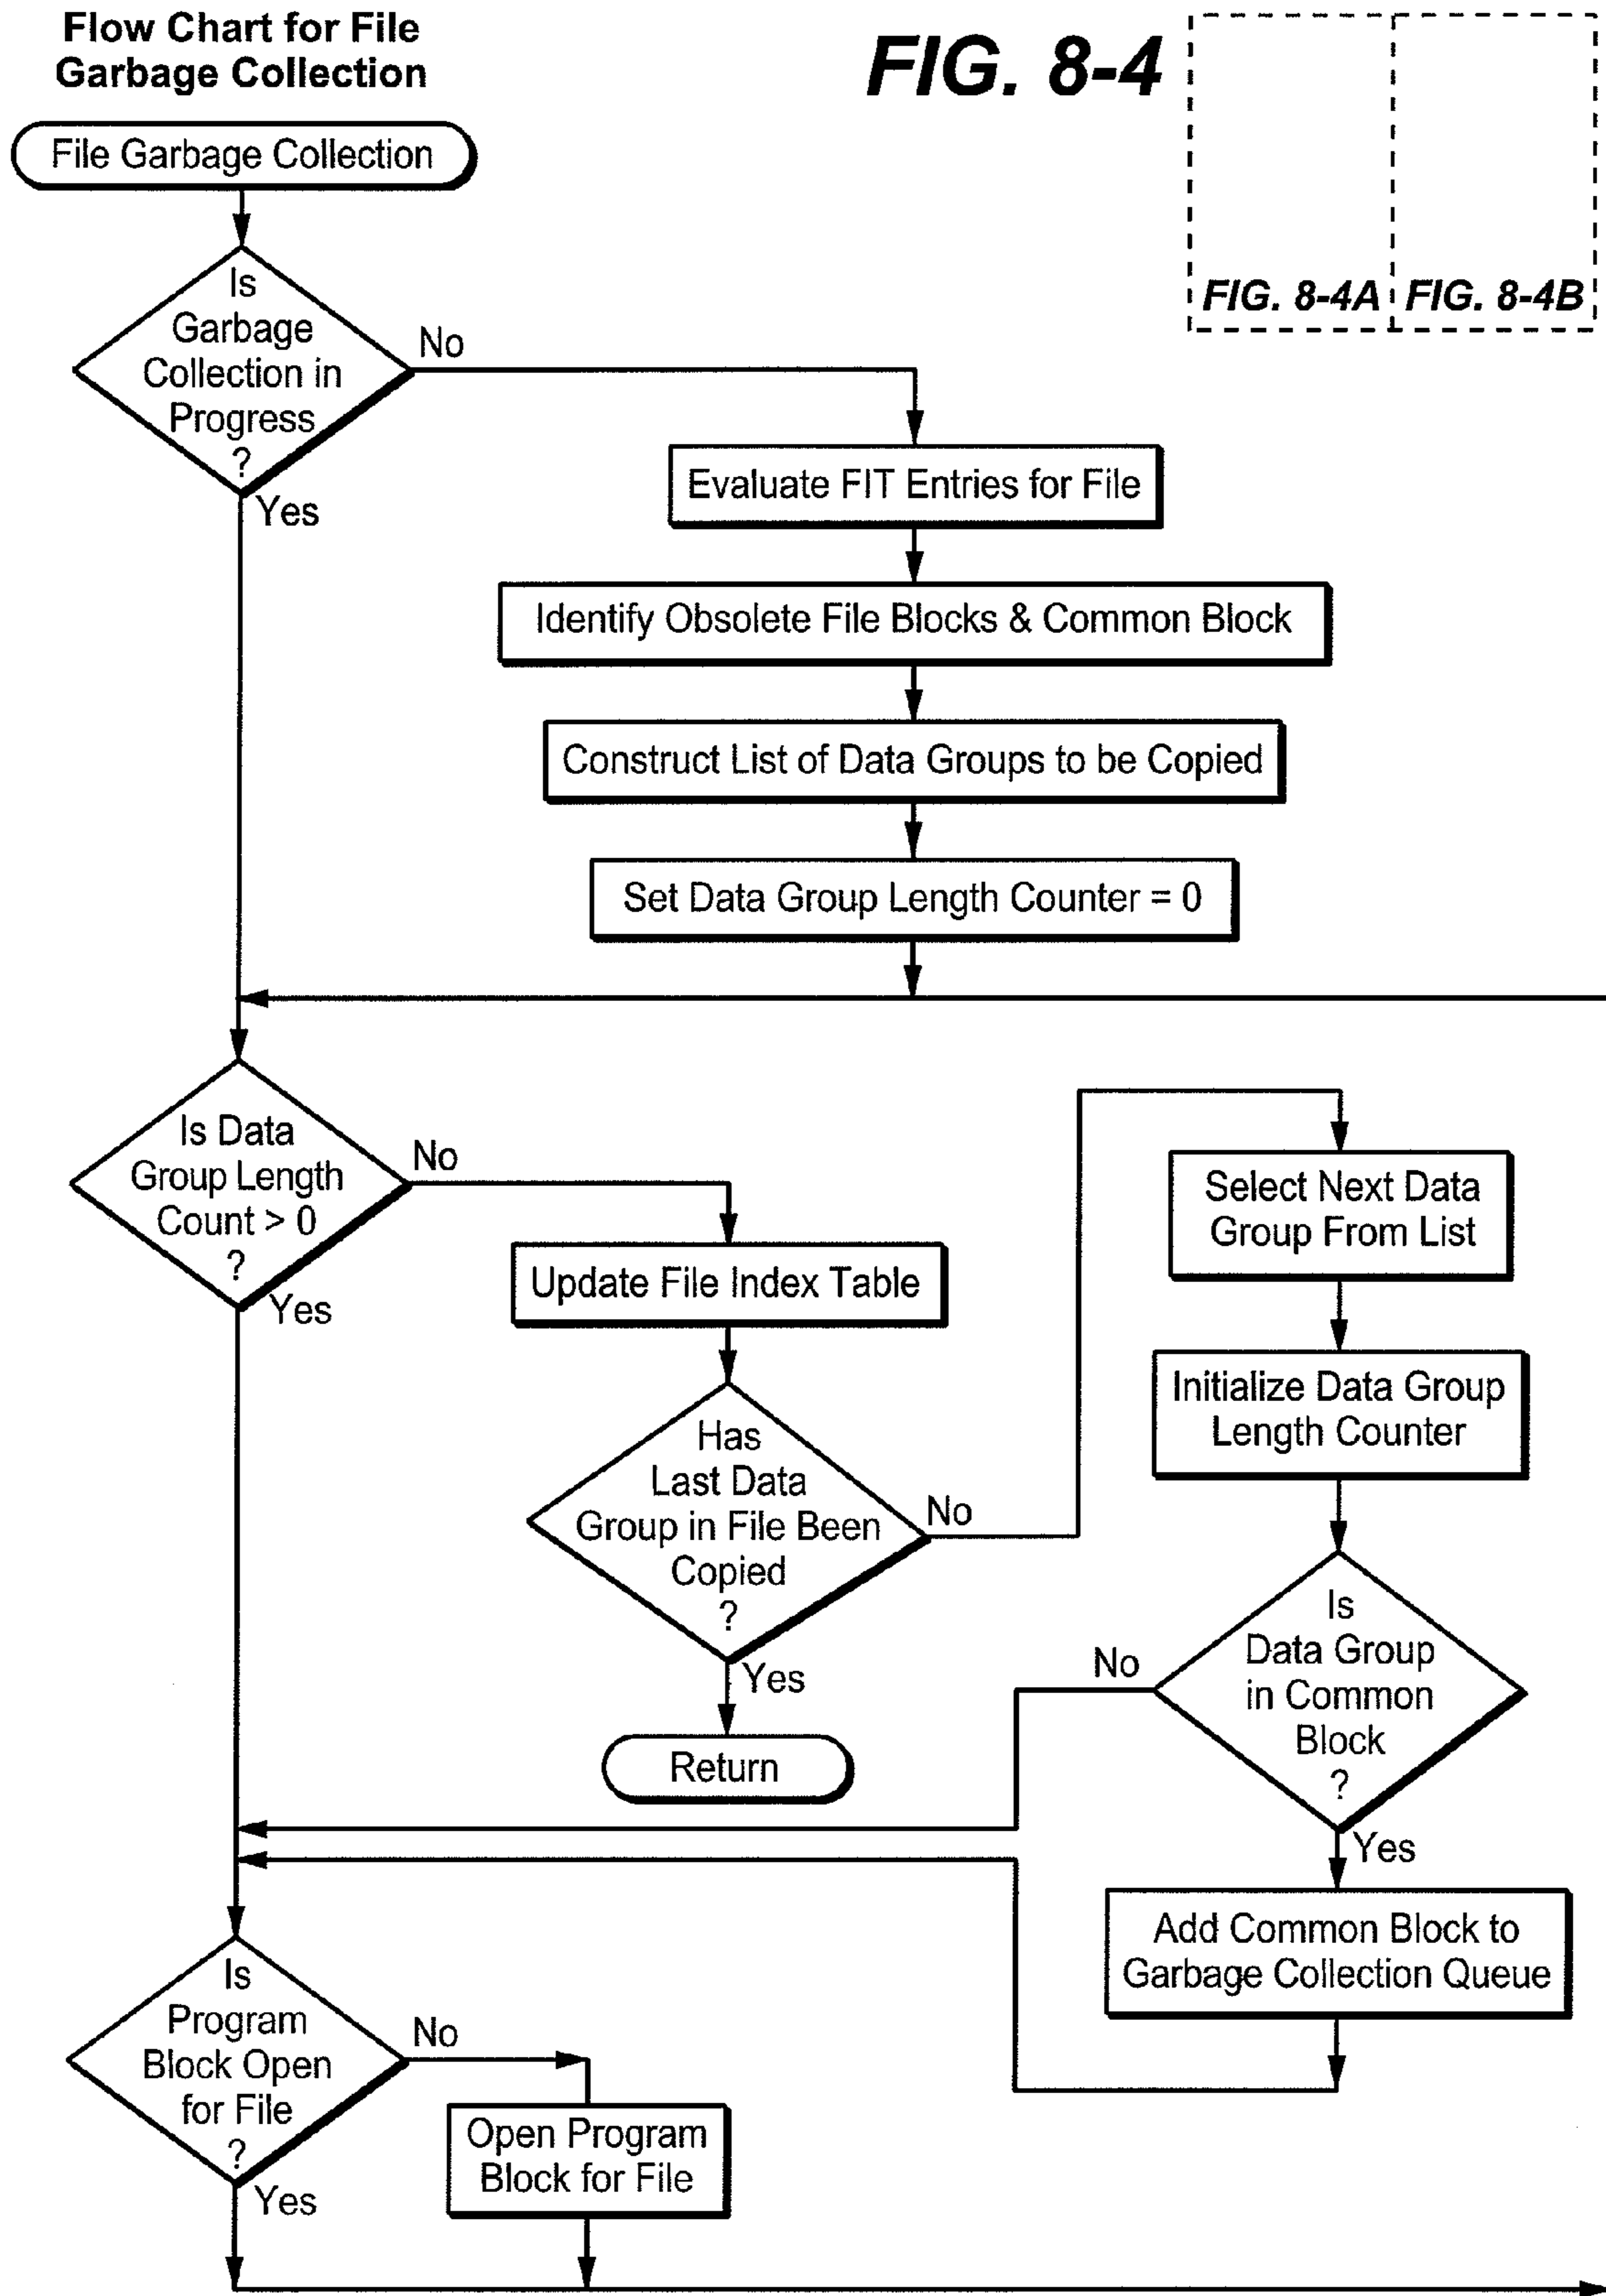 Flow Chart for File
Garbage Collection
FIG. 8-4
FIG. 8-4A
FIG. 8-4B
File Garbage Collection
Is
Garbage
Collection in
Progress
?
No
Yes
Evaluate FIT Entries for File
Identify Obsolete File Blocks & Common Block
Construct List of Data Groups to be Copied
Set Data Group Length Counter = 0
Is Data
Group Length
Count > 0
?
No
Yes
Update File Index Table
Has
Last Data
Group in File Been
Copied
?
No
Yes
Return
Select Next Data
Group From List
Initialize Data Group
Length Counter
Is
Data Group
in Common
Block
?
No
Yes
Add Common Block to
Garbage Collection Queue
Is
Program
Block Open
for File
?
No
Yes
Open Program
Block for File